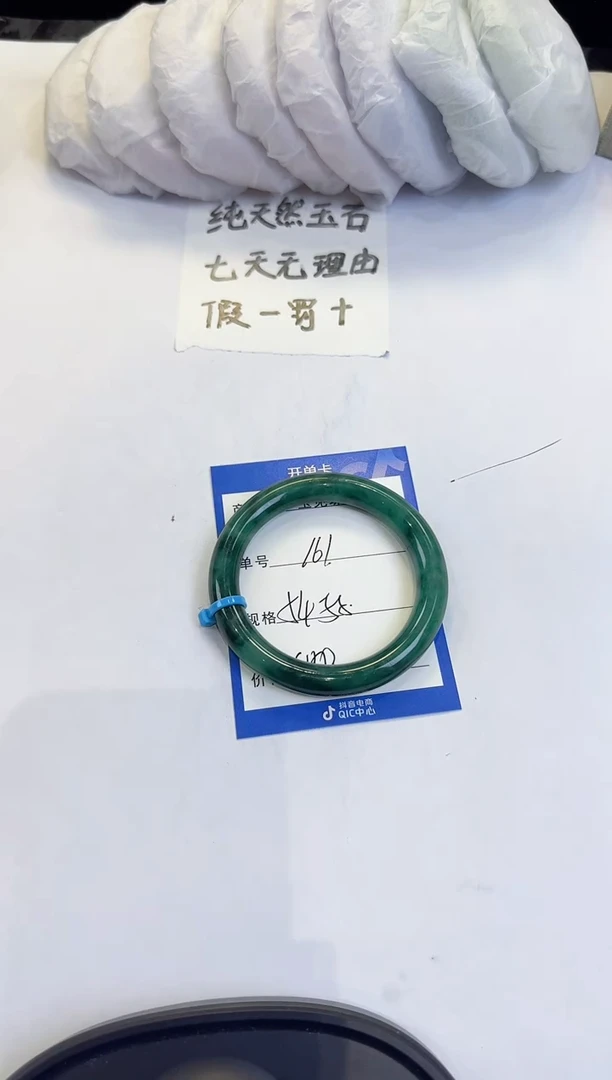 纯天然玉石
七天无理由
假一罚十
开单卡
单号 161
规格
价
抖音电商
QIC中心